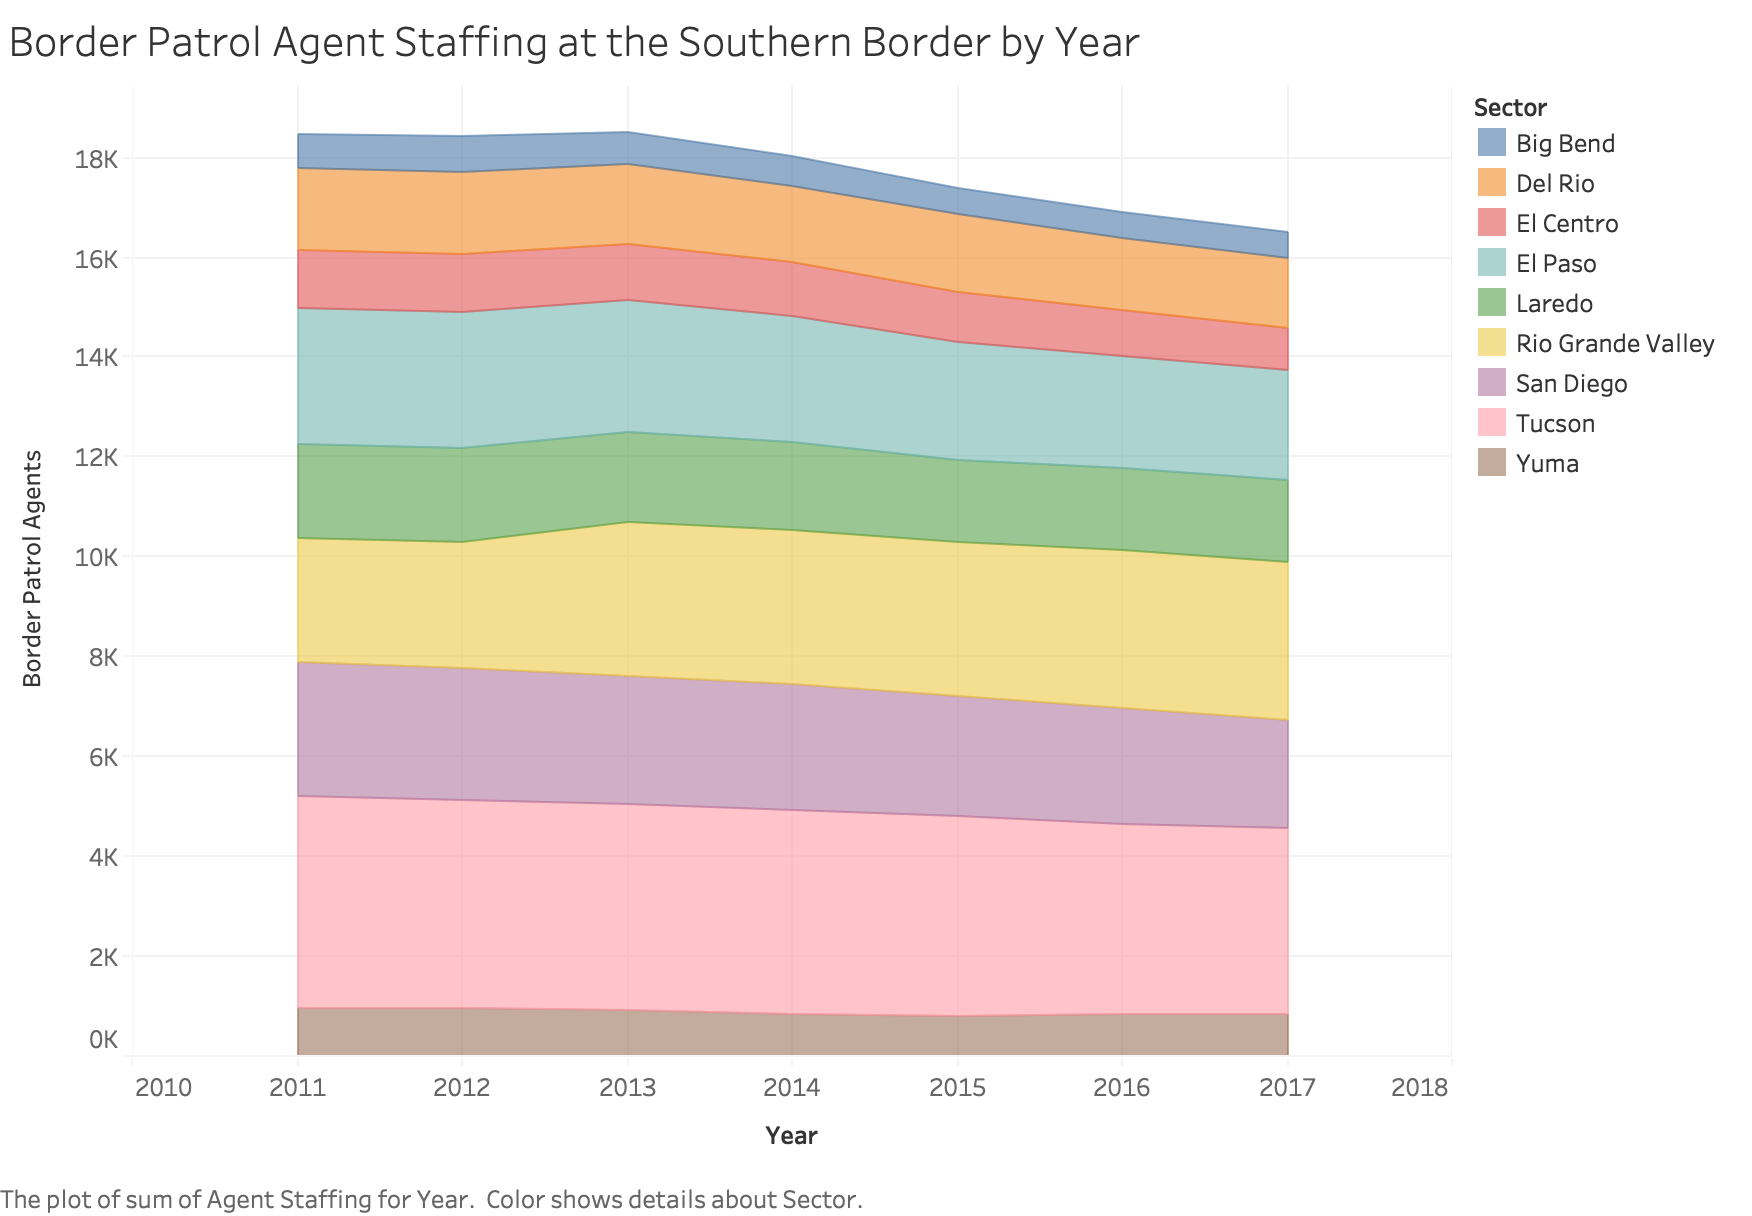 Border Patrol Agent Staffing at the Southern Border by Year
Sector
Big Bend
Del Rio
El Centro
El Paso
Laredo
Rio Grande Valley
San Diego
Tucson
Yuma
Border Patrol Agents
18K
16K
14K
12K
10K
8K
6K
4K
2K
0K
2010 2011 2012 2013 2014 2015 2016 2017 2018
Year
The plot of sum of Agent Staffing for Year. Color shows details about Sector.